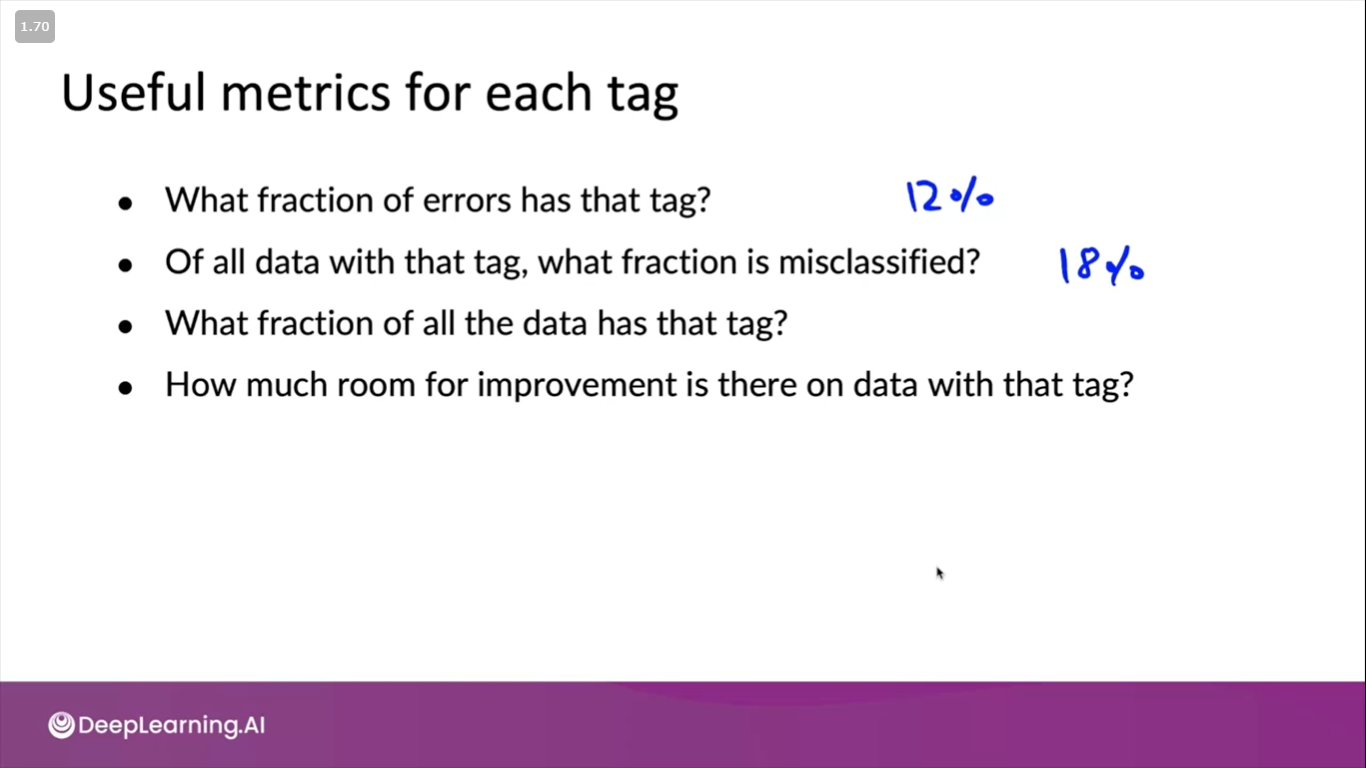 1.70
Useful metrics for each tag
• What fraction of errors has that tag? 12%
• Of all data with that tag, what fraction is misclassified? 18%
• What fraction of all the data has that tag?
• How much room for improvement is there on data with that tag?
DeepLearning.AI